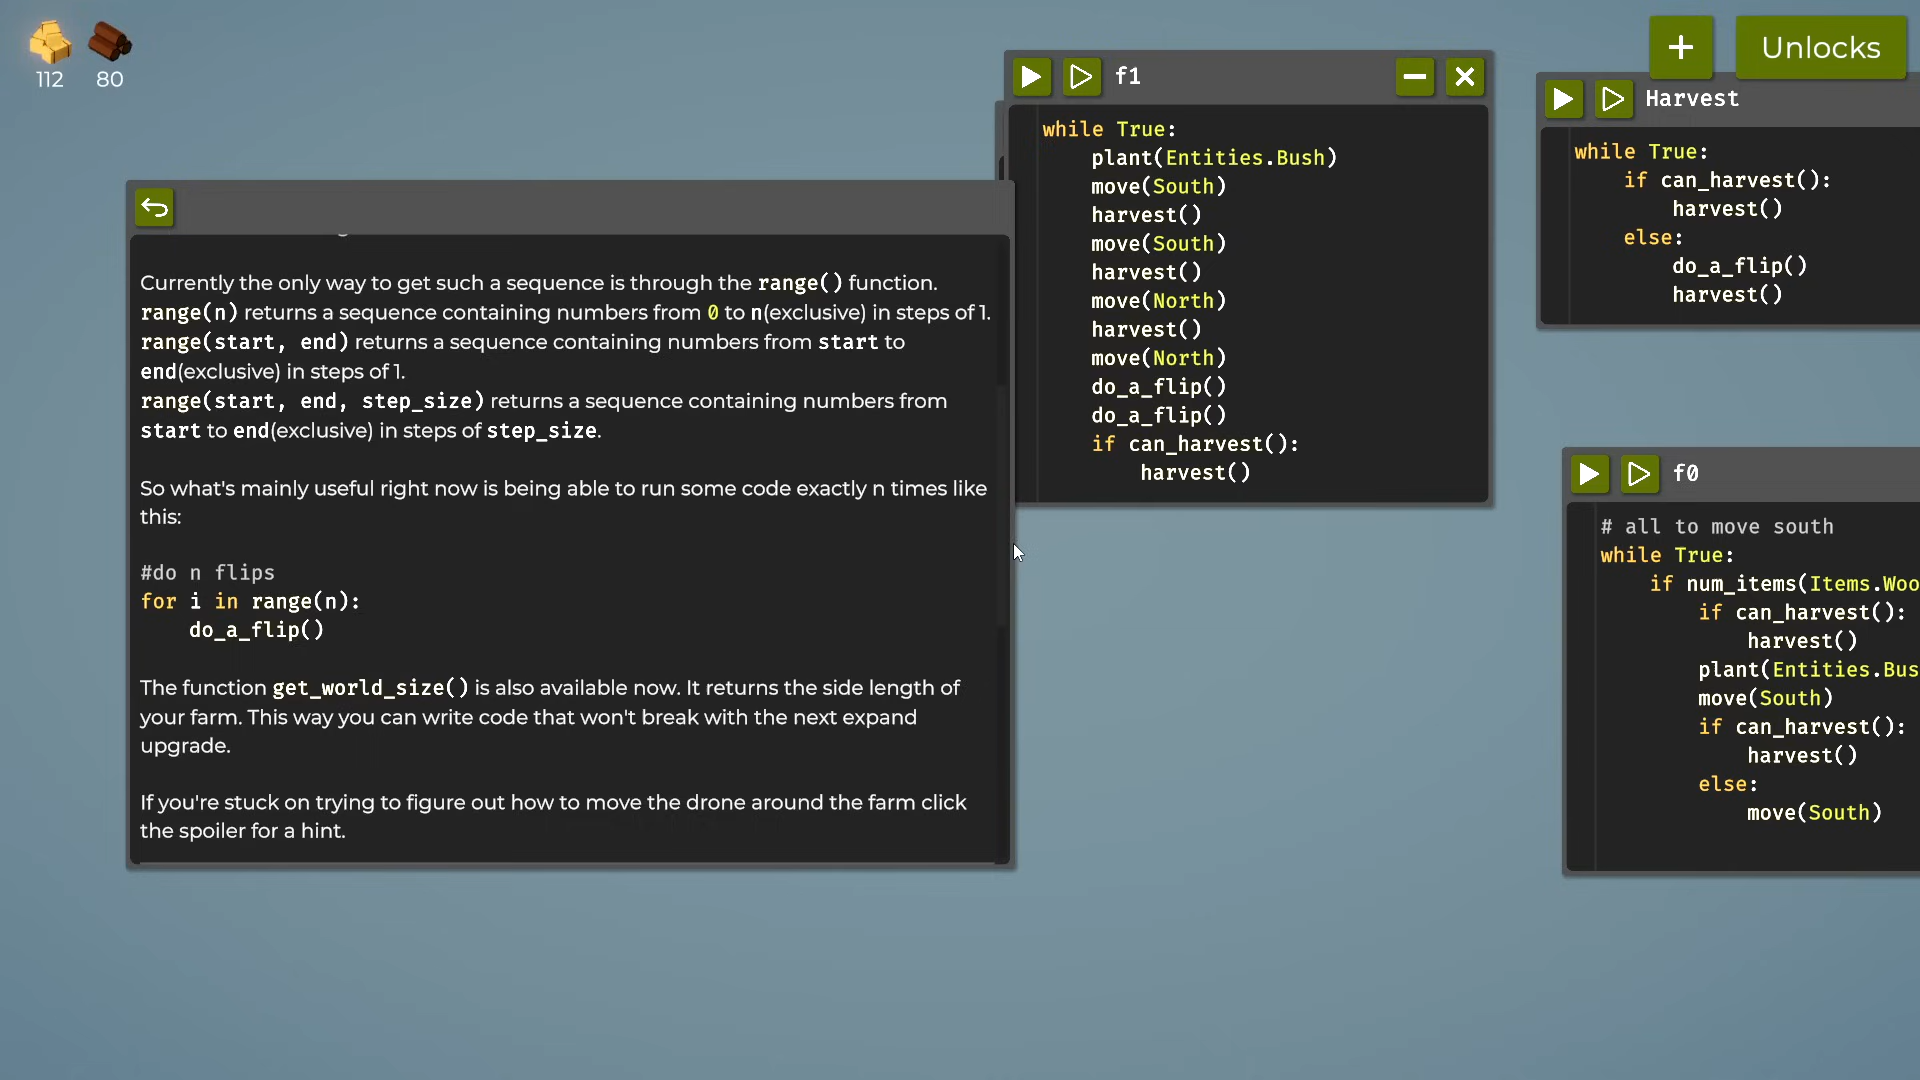 112 80
Unlocks
f1
while True:
    plant(Entities.Bush)
    move(South)
    harvest()
    move(South)
    harvest()
    move(North)
    harvest()
    move(North)
    do_a_flip()
    do_a_flip()
    if can_harvest():
        harvest()
Harvest
while True:
    if can_harvest():
        harvest()
    else:
        do_a_flip()
        harvest()
Currently the only way to get such a sequence is through the range() function.
range(n) returns a sequence containing numbers from 0 to n(exclusive) in steps of 1.
range(start, end) returns a sequence containing numbers from start to
end(exclusive) in steps of 1.
range(start, end, step_size) returns a sequence containing numbers from
start to end(exclusive) in steps of step_size.
So what's mainly useful right now is being able to run some code exactly n times like
this:
#do n flips
for i in range(n):
    do_a_flip()
The function get_world_size() is also available now. It returns the side length of
your farm. This way you can write code that won't break with the next expand
upgrade.
If you're stuck on trying to figure out how to move the drone around the farm click
the spoiler for a hint.
f0
# all to move south
while True:
    if num_items(Items.Woo
        if can_harvest():
            harvest()
        plant(Entities.Bus
        move(South)
        if can_harvest():
            harvest()
        else:
            move(South)